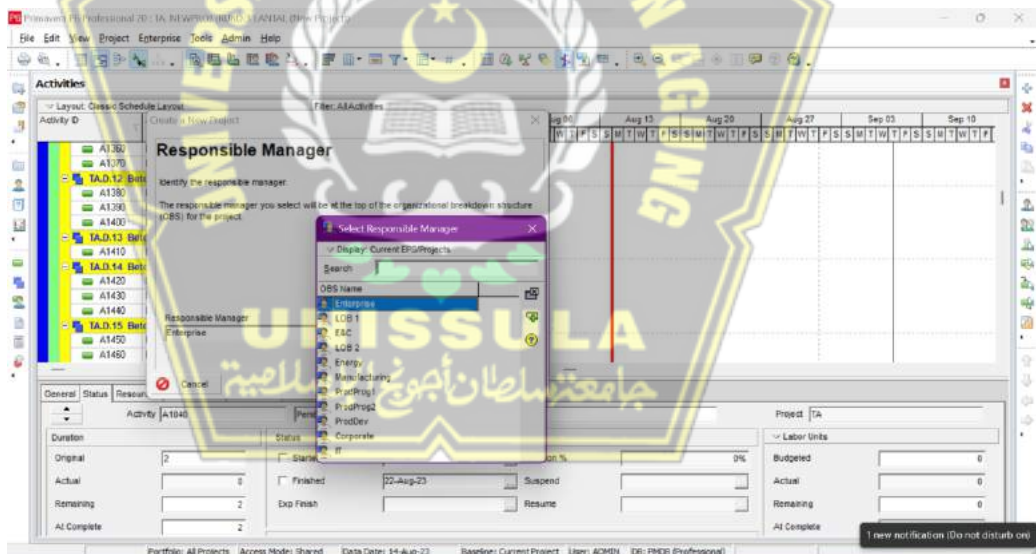 Primavera P6 Professional 20 : TA, NEWPROJ
File Edit View Project Enterprise Tools Admin Help
Activities
Layout: Classic Schedule Layout
Filter: All Activities
Activity ID
Aug 06 Aug 13 Aug 20 Aug 27 Sep 03 Sep 10
A1360
A1370
TA.D.12
A1380
A1390
A1400
TA.D.13
A1410
TA.D.14
A1420
A1430
A1440
TA.D.15
A1450
A1460
Create a New Project
Responsible Manager
Identify the responsible manager.
The responsible manager you select will be at the top of the organizational breakdown structure
(OBS) for the project.
Responsible Manager
Enterprise
Cancel
Select Responsible Manager
Display: Current EPS/Projects
Search
OBS Name
Enterprise
LOB 1
E&C
LOB 2
Energy
Manufacturing
ProdProg1
ProdProg2
ProdDev
Corporate
IT
UNISSULA
جامعتسلطان أجونج الإسلامية
General Status
Activity A1040
Project TA
Duration
Status
Labor Units
Original 2
0%
Budgeted 0
Actual 0
Finished 22-Aug-23
Suspend
Actual 0
Remaining 2
Exp Finish
Resume
Remaining 0
At Complete 2
At Complete
1 new notification (Do not disturb on)
Portfolio: All Projects Access Mode: Shared Data Date: 14-Aug-23 Baseline: Current Project User: ADMIN DB: PMDB (Professional)